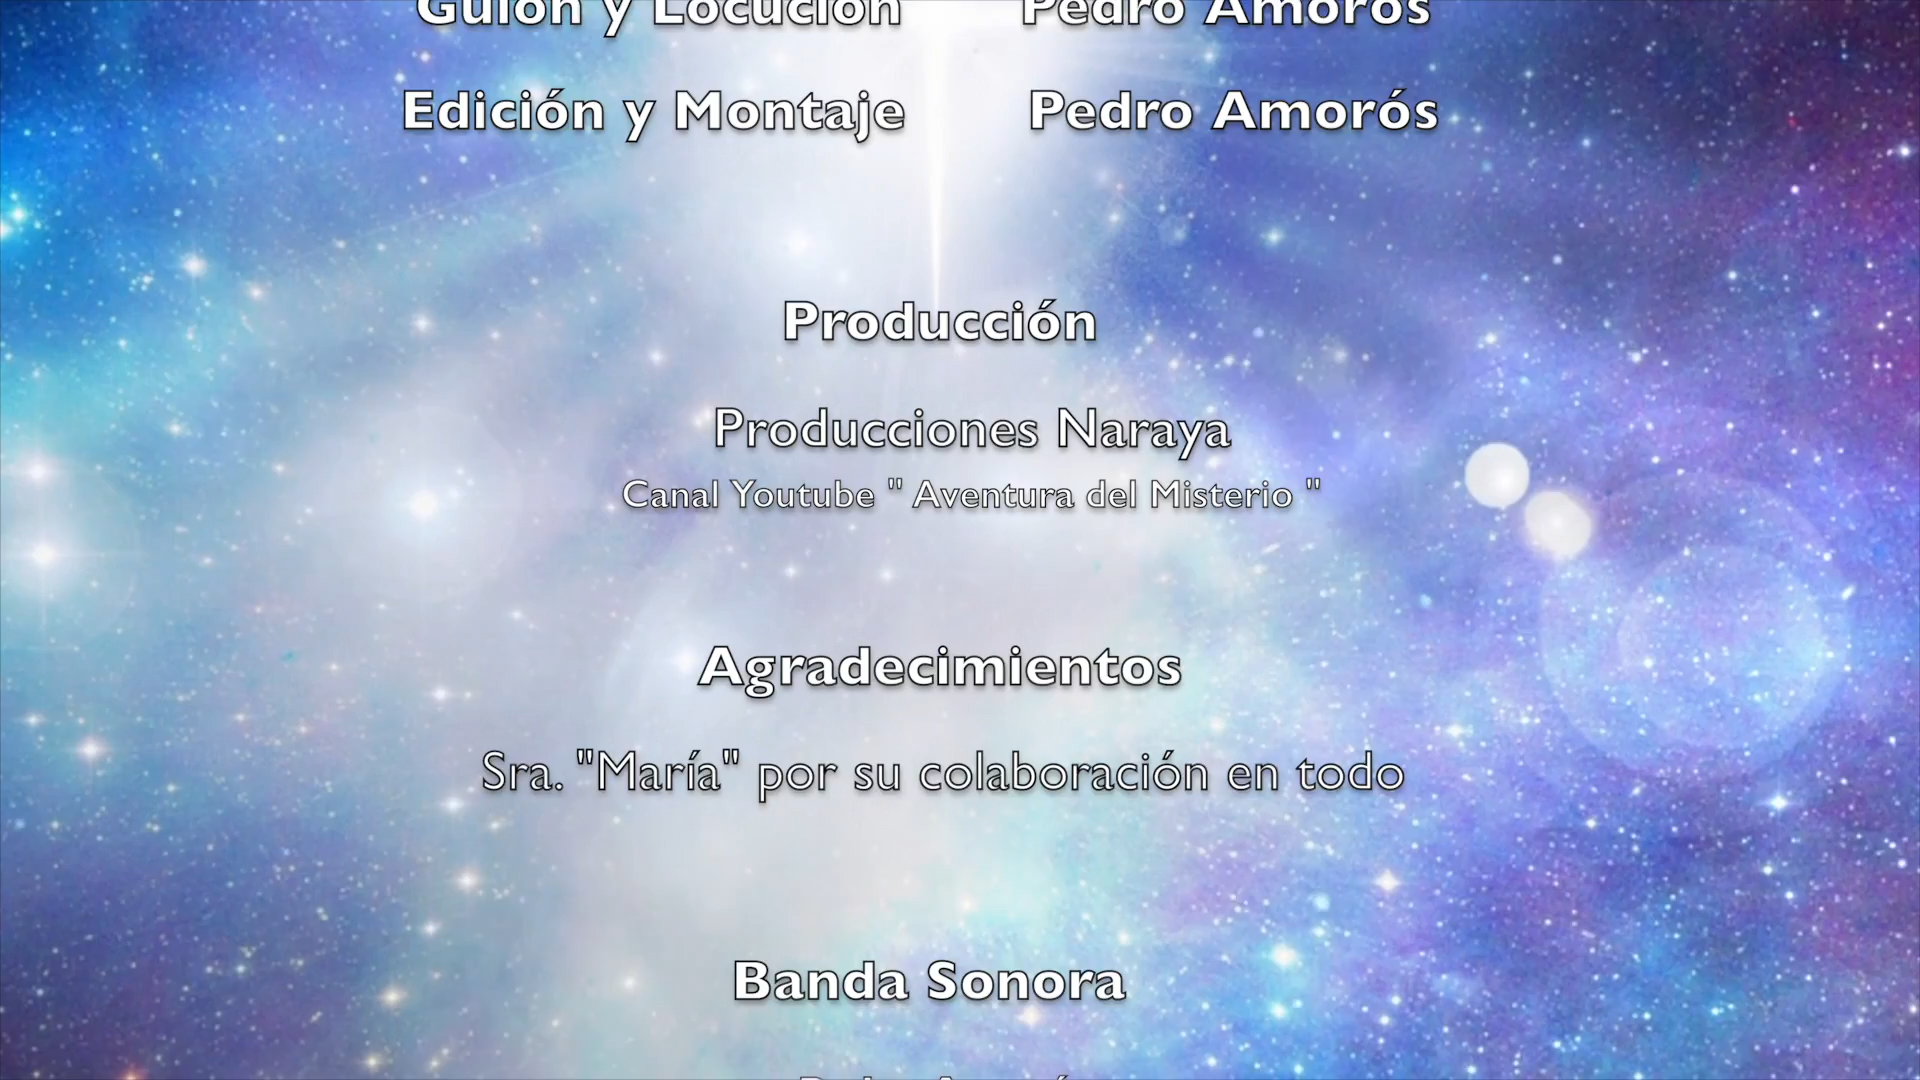 Guion y Locución Pedro Amorós
Edición y Montaje Pedro Amorós
Producción
Producciones Naraya
Canal Youtube " Aventura del Misterio "
Agradecimientos
Sra. "María" por su colaboración en todo
Banda Sonora